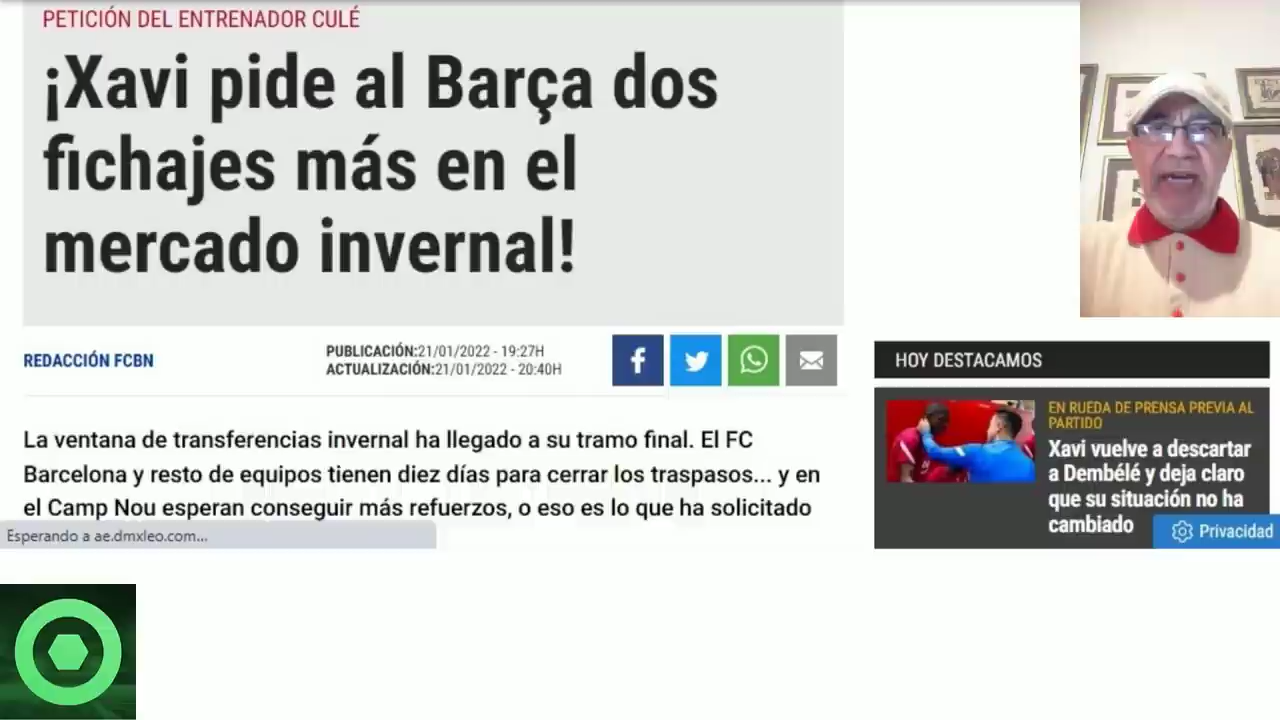 PETICIÓN DEL ENTRENADOR CULÉ
¡Xavi pide al Barça dos
fichajes más en el
mercado invernal!
REDACCIÓN FCBN
PUBLICACIÓN:21/01/2022 - 19:27H
ACTUALIZACIÓN:21/01/2022 - 20:40H
La ventana de transferencias invernal ha llegado a su tramo final. El FC
Barcelona y resto de equipos tienen diez días para cerrar los traspasos... y en
el Camp Nou esperan conseguir más refuerzos, o eso es lo que ha solicitado
Esperando a ae.dmxleo.com...
HOY DESTACAMOS
EN RUEDA DE PRENSA PREVIA AL
PARTIDO
Xavi vuelve a descartar
a Dembélé y deja claro
que su situación no ha
cambiado
Privacidad